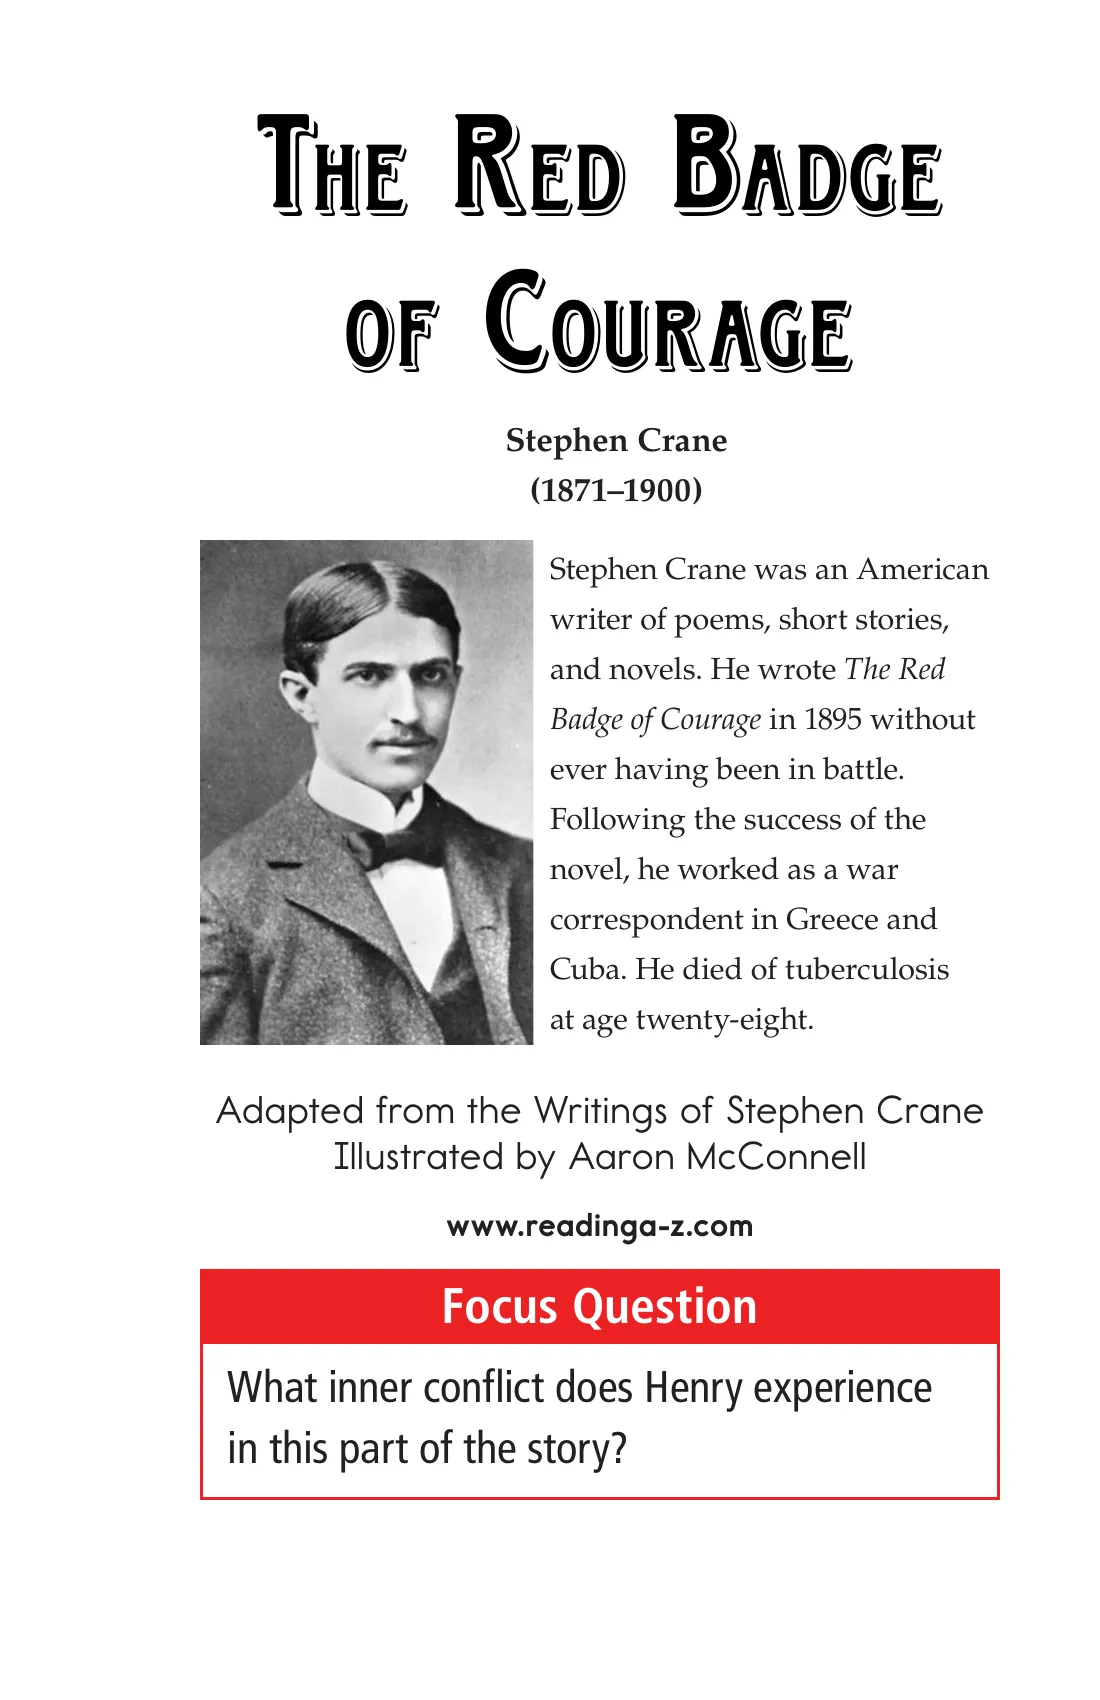 The Red Badge
of Courage
Stephen Crane
(1871–1900)
Stephen Crane was an American
writer of poems, short stories,
and novels. He wrote The Red
Badge of Courage in 1895 without
ever having been in battle.
Following the success of the
novel, he worked as a war
correspondent in Greece and
Cuba. He died of tuberculosis
at age twenty-eight.
Adapted from the Writings of Stephen Crane
Illustrated by Aaron McConnell
www.readinga-z.com
Focus Question
What inner conflict does Henry experience
in this part of the story?